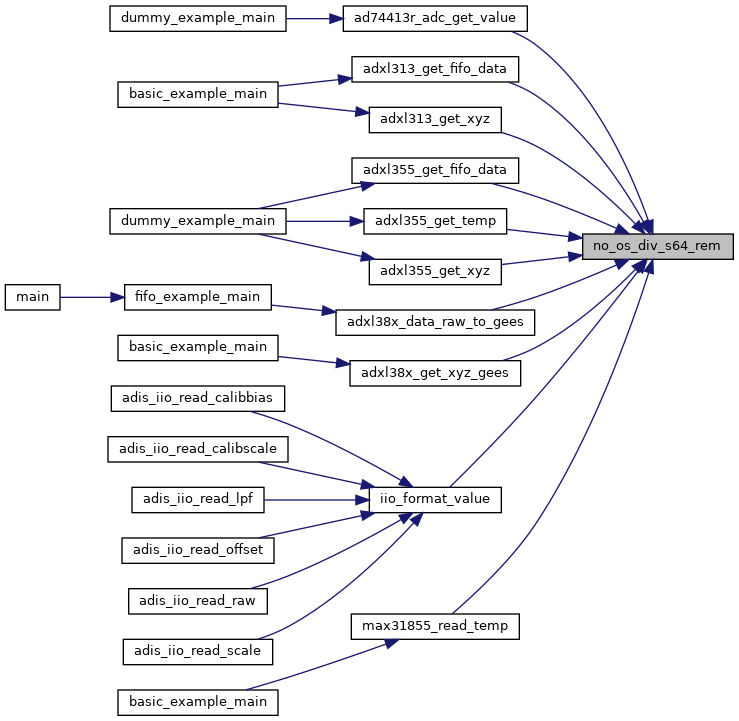 dummy_example_main
ad74413r_adc_get_value
adxl313_get_fifo_data
basic_example_main
adxl313_get_xyz
adxl355_get_fifo_data
dummy_example_main
adxl355_get_temp
no_os_div_s64_rem
adxl355_get_xyz
main
fifo_example_main
adxl38x_data_raw_to_gees
basic_example_main
adxl38x_get_xyz_gees
adis_iio_read_calibbias
adis_iio_read_calibscale
adis_iio_read_lpf
iio_format_value
adis_iio_read_offset
adis_iio_read_raw
max31855_read_temp
adis_iio_read_scale
basic_example_main